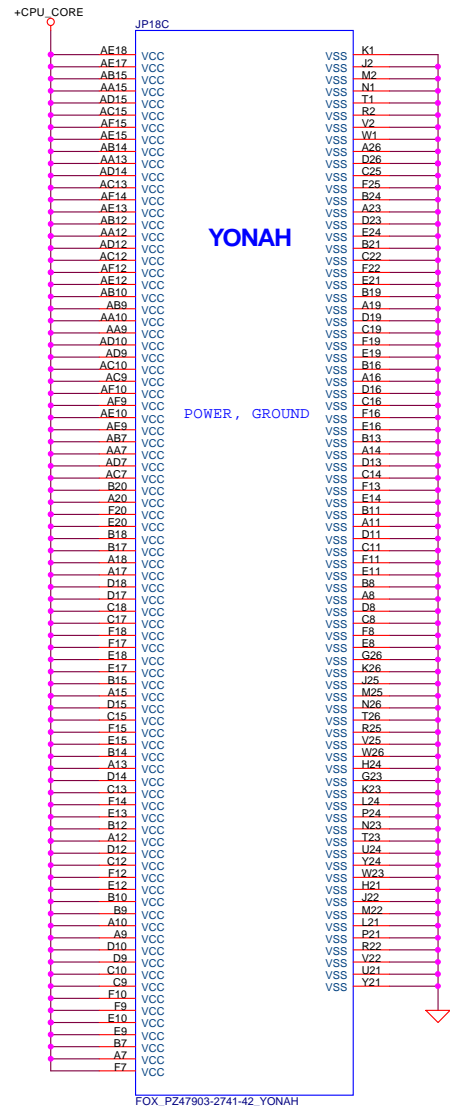 +CPU_CORE
JP18C
AE18 VCC
AE17 VCC
AB15 VCC
AA15 VCC
AD15 VCC
AC15 VCC
AF15 VCC
AE15 VCC
AB14 VCC
AA13 VCC
AD14 VCC
AC13 VCC
AF14 VCC
AE13 VCC
AB12 VCC
AA12 VCC
AD12 VCC
AC12 VCC
AF12 VCC
AE12 VCC
AB10 VCC
AB9 VCC
AA10 VCC
AA9 VCC
AD10 VCC
AD9 VCC
AC10 VCC
AC9 VCC
AF10 VCC
AF9 VCC
AE10 VCC
AE9 VCC
AB7 VCC
AA7 VCC
AD7 VCC
AC7 VCC
B20 VCC
A20 VCC
F20 VCC
E20 VCC
B18 VCC
B17 VCC
A18 VCC
A17 VCC
D18 VCC
D17 VCC
C18 VCC
C17 VCC
F18 VCC
F17 VCC
E18 VCC
E17 VCC
B15 VCC
A15 VCC
D15 VCC
C15 VCC
F15 VCC
E15 VCC
B14 VCC
A13 VCC
D14 VCC
C13 VCC
F14 VCC
E13 VCC
B12 VCC
A12 VCC
D12 VCC
C12 VCC
F12 VCC
E12 VCC
B10 VCC
B9 VCC
A10 VCC
A9 VCC
D10 VCC
D9 VCC
C10 VCC
C9 VCC
F10 VCC
F9 VCC
E10 VCC
E9 VCC
B7 VCC
A7 VCC
F7 VCC
YONAH
POWER, GROUND
VSS K1
VSS J2
VSS M2
VSS N1
VSS T1
VSS R2
VSS V2
VSS W1
VSS A26
VSS D26
VSS C25
VSS F25
VSS B24
VSS A23
VSS D23
VSS E24
VSS B21
VSS C22
VSS F22
VSS E21
VSS B19
VSS A19
VSS D19
VSS C19
VSS F19
VSS E19
VSS B16
VSS A16
VSS D16
VSS C16
VSS F16
VSS E16
VSS B13
VSS A14
VSS D13
VSS C14
VSS F13
VSS E14
VSS B11
VSS A11
VSS D11
VSS C11
VSS F11
VSS E11
VSS B8
VSS A8
VSS D8
VSS C8
VSS F8
VSS E8
VSS G26
VSS K26
VSS J25
VSS M25
VSS N26
VSS T26
VSS R25
VSS V25
VSS W26
VSS H24
VSS G23
VSS K23
VSS L24
VSS P24
VSS N23
VSS T23
VSS U24
VSS Y24
VSS W23
VSS H21
VSS J22
VSS M22
VSS L21
VSS P21
VSS R22
VSS V22
VSS U21
VSS Y21
FOX_PZ47903-2741-42_YONAH